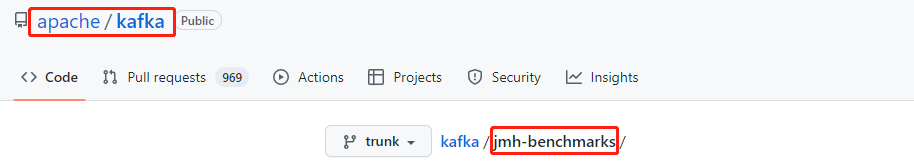 apache / kafka Public
Code Pull requests 969 Actions Projects Security Insights
trunk kafka / jmh-benchmarks /